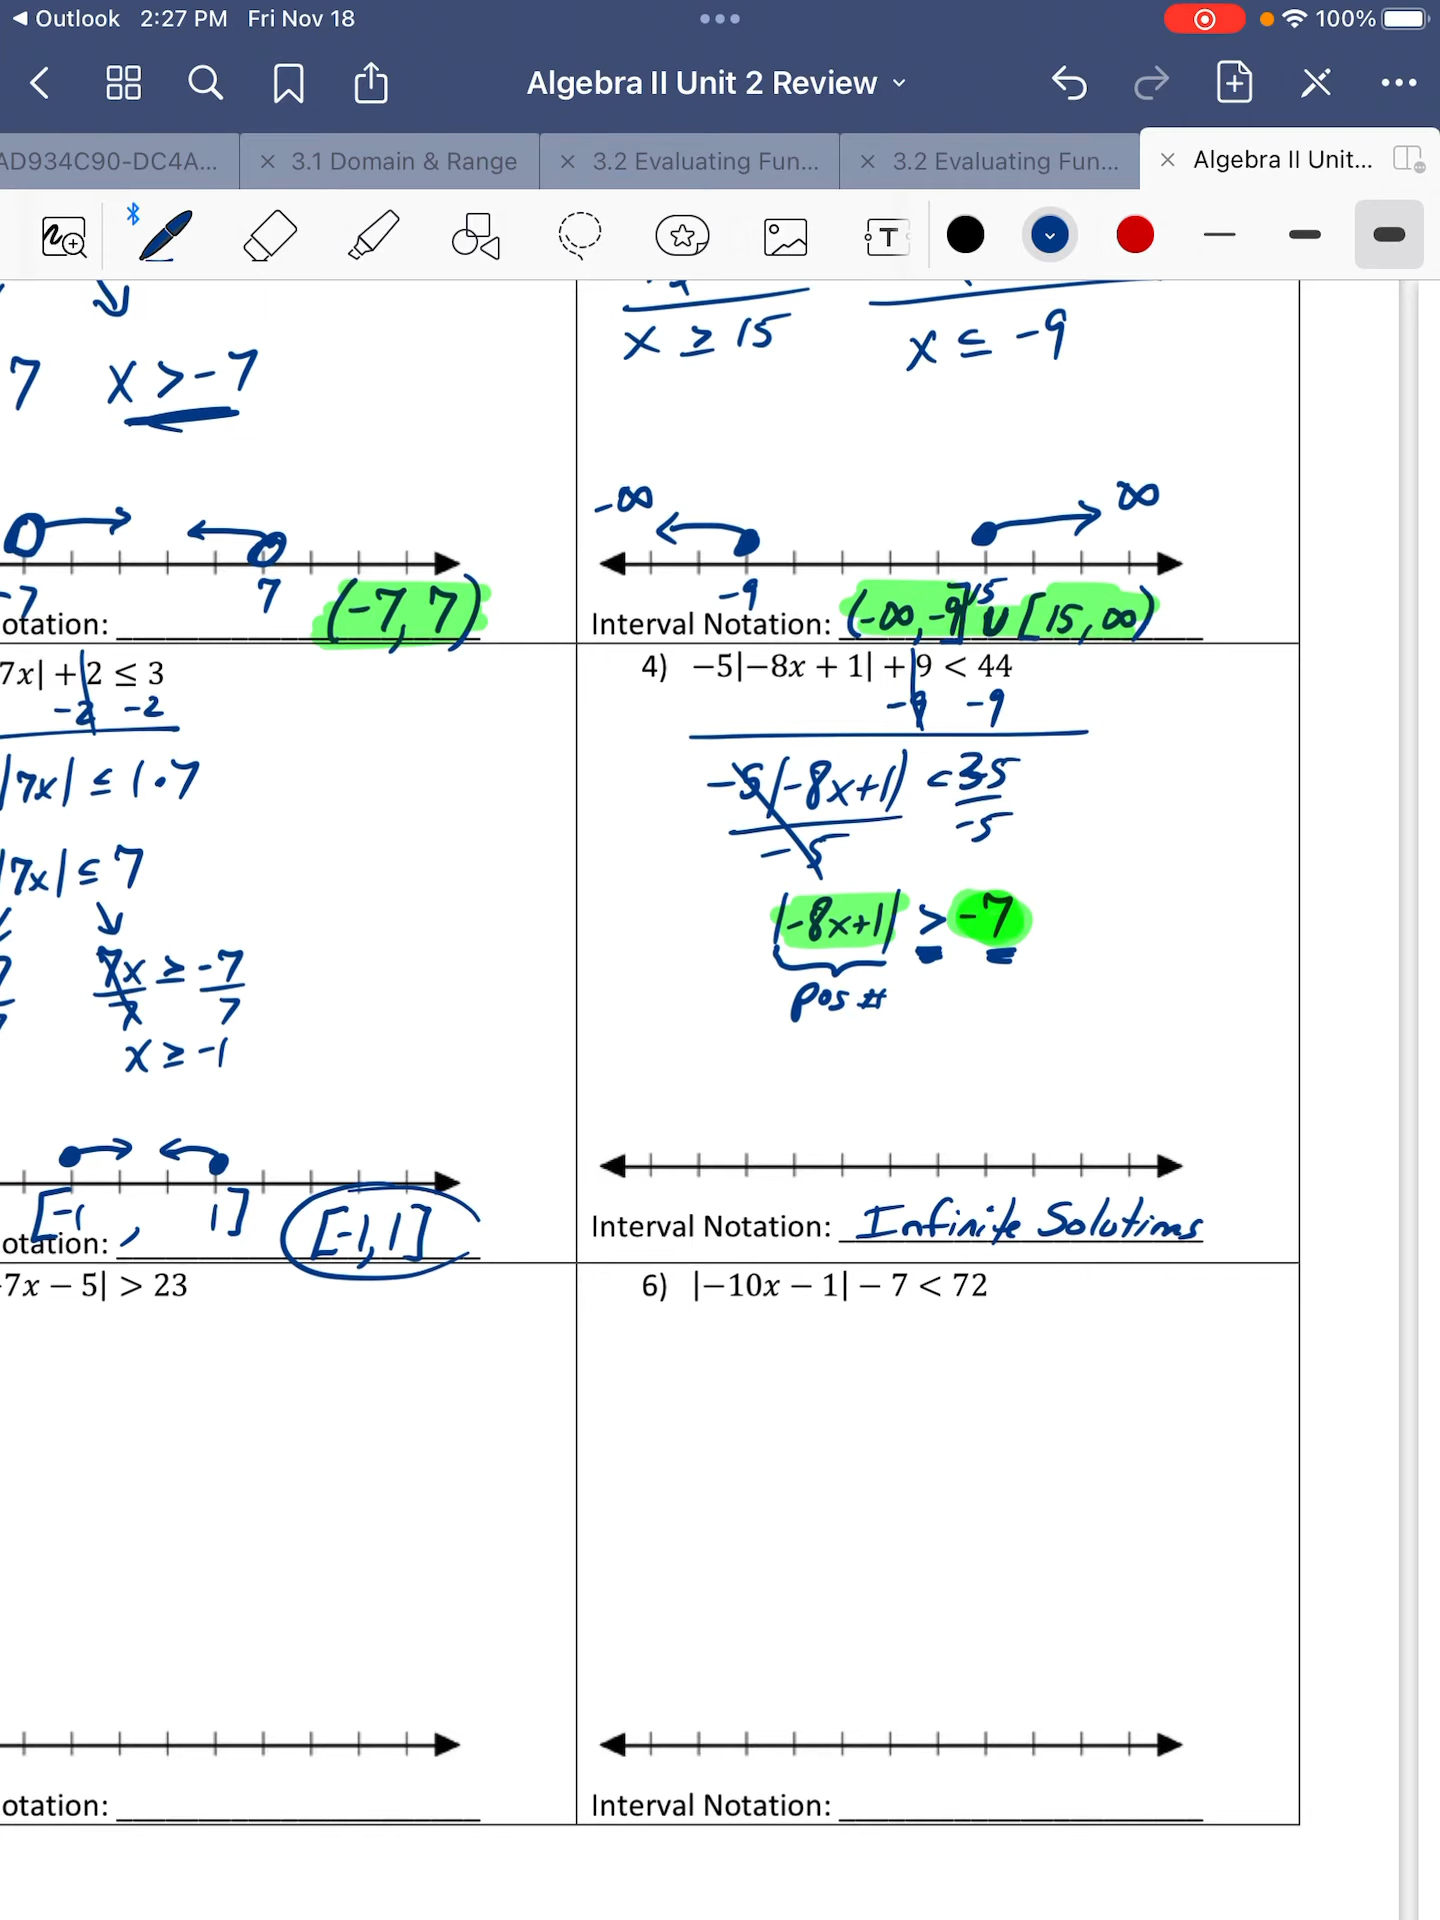 Outlook 2:27 PM Fri Nov 18 100%
Algebra II Unit 2 Review
AD934C90-DC4A... × 3.1 Domain & Range × 3.2 Evaluating Fun... × 3.2 Evaluating Fun... × Algebra II Unit...
T
x ≥ 15 x ≤ -9
7 x > -7
-∞ ∞
-7 7 (-7, 7)
-9 15
otation:
Interval Notation: (-∞, -9] ∪ [15, ∞)
7x| + 2 ≤ 3
-2 -2
|7x| ≤ 1·7
|7x| ≤ 7
7x ≥ -7
7 7
x ≥ -1
[-1, 1] [-1, 1]
otation:
4) −5|−8x + 1| + 9 < 44
-9 -9
-5|-8x+1| < 35
-5 -5
|-8x+1| > -7
pos #
Interval Notation: Infinite Solutions
7x − 5| > 23
otation:
6) |−10x − 1| − 7 < 72
Interval Notation: